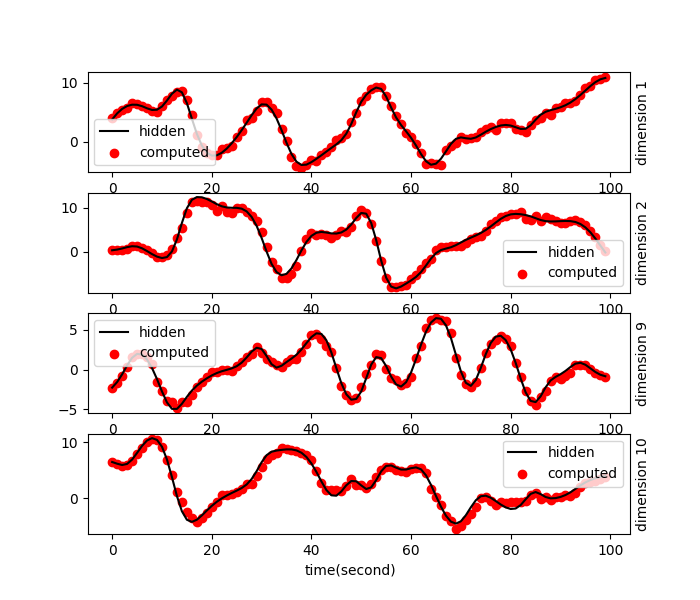 10
0
hidden
computed
0 20 40 60 80 100
dimension 1
10
0
hidden
computed
0 20 40 60 80 100
dimension 2
5
0
−5
hidden
computed
0 20 40 60 80 100
dimension 9
10
0
hidden
computed
0 20 40 60 80 100
dimension 10
time(second)